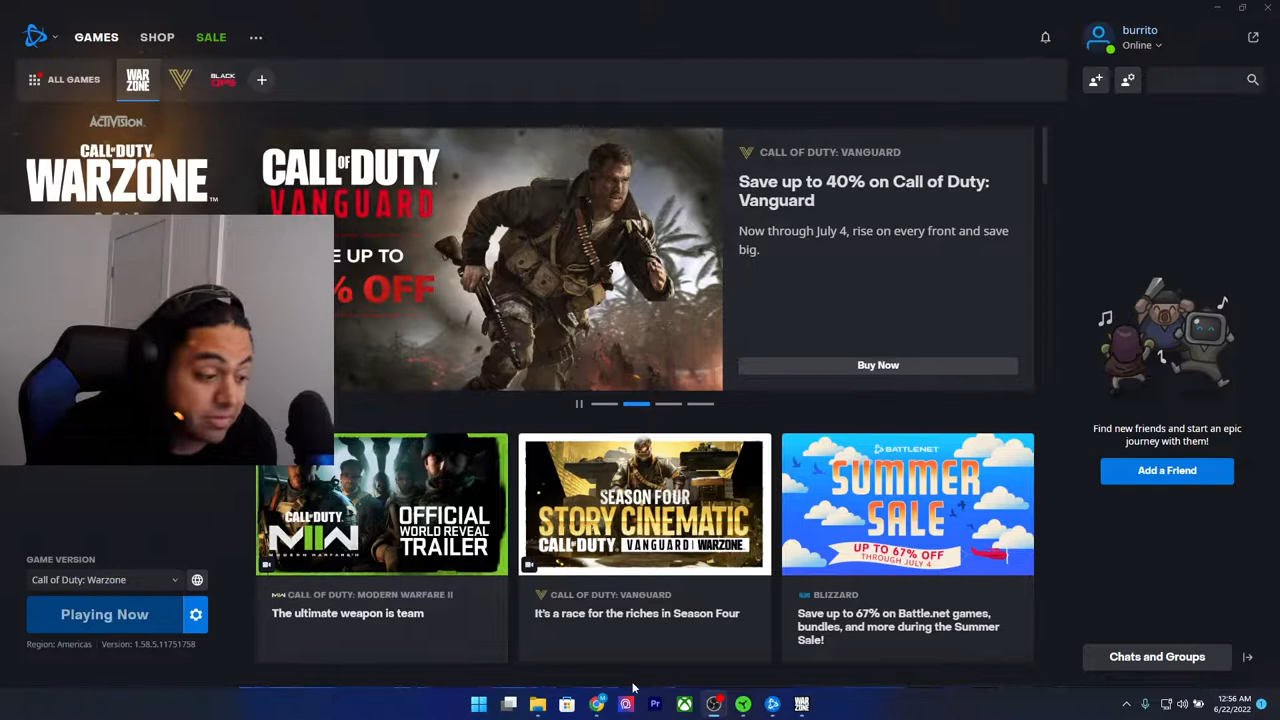 GAMES SHOP SALE
burrito
Online
ALL GAMES WAR ZONE BLACK OPS
ACTIVISION
CALL OF DUTY
WARZONE
CALL OF DUTY
VANGUARD
E UP TO
% OFF
CALL OF DUTY: VANGUARD
Save up to 40% on Call of Duty:
Vanguard
Now through July 4, rise on every front and save
big.
Buy Now
Find new friends and start an epic
journey with them!
Add a Friend
CALL OF DUTY
MWII
MODERN WARFARE II
OFFICIAL
WORLD REVEAL
TRAILER
SEASON FOUR
STORY CINEMATIC
CALL OF DUTY VANGUARD WARZONE
BATTLE.NET
SUMMER
SALE
UP TO 67% OFF
THROUGH JULY 4
CALL OF DUTY: MODERN WARFARE II
The ultimate weapon is team
CALL OF DUTY: VANGUARD
It's a race for the riches in Season Four
BLIZZARD
Save up to 67% on Battle.net games,
bundles, and more during the Summer
Sale!
GAME VERSION
Call of Duty: Warzone
Playing Now
Region: Americas Version: 1.58.5.11751758
Chats and Groups
Pr
WAR ZONE
12:56 AM
6/22/2022
1